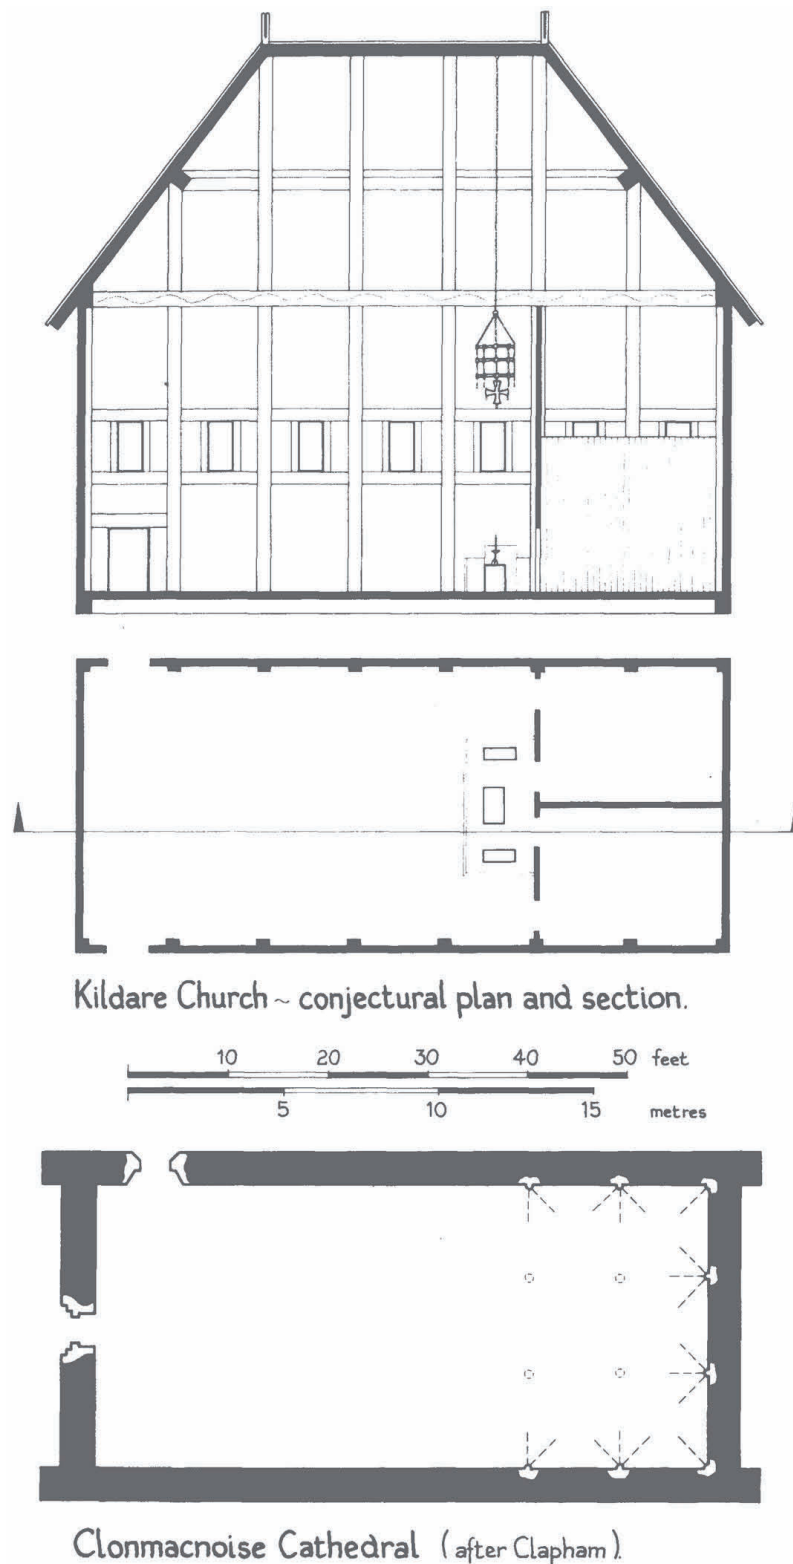 Kildare Church ~ conjectural plan and section.
10 20 30 40 50 feet
5 10 15 metres
Clonmacnoise Cathedral (after Clapham).